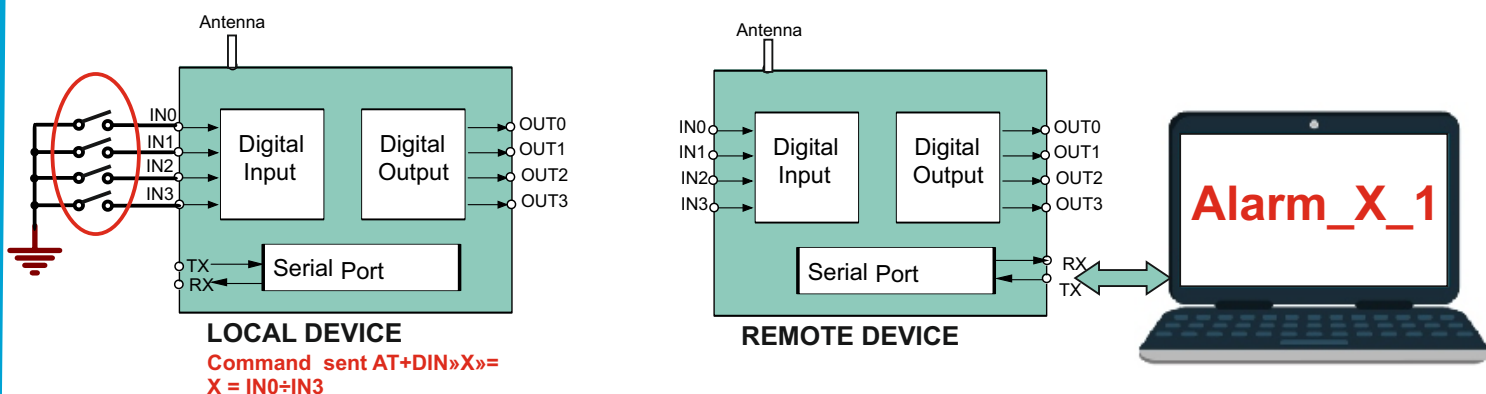 Antenna
IN0
IN1
IN2
IN3
Digital
Input
Digital
Output
OUT0
OUT1
OUT2
OUT3
TX
RX
Serial Port
LOCAL DEVICE
Command sent AT+DIN»X»=
X = IN0÷IN3
Antenna
IN0
IN1
IN2
IN3
Digital
Input
Digital
Output
OUT0
OUT1
OUT2
OUT3
Serial Port
RX
TX
REMOTE DEVICE
Alarm_X_1